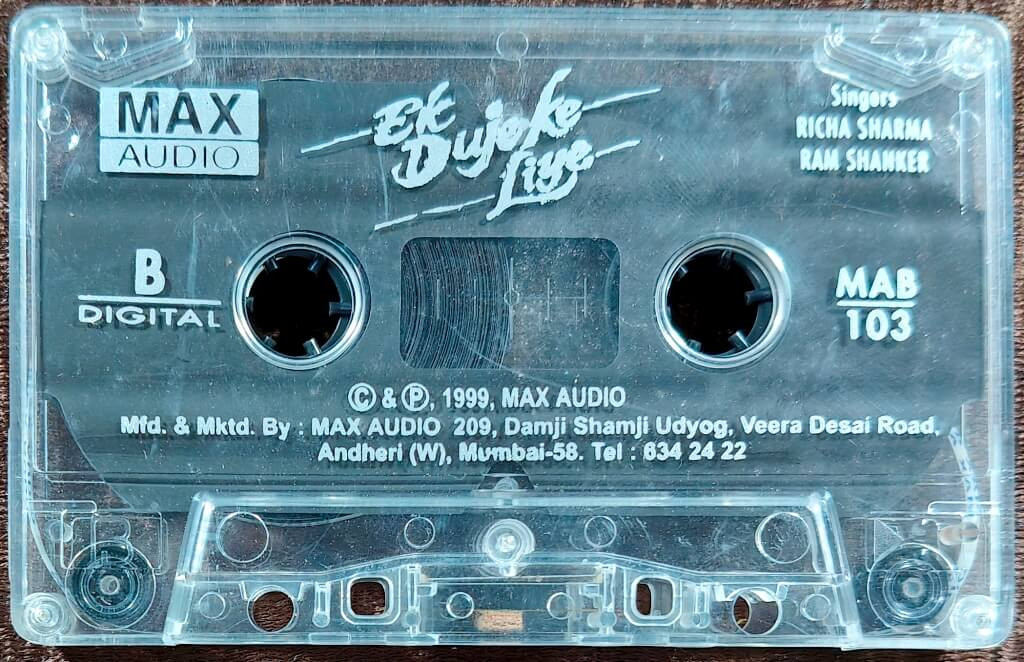 MAX
AUDIO
Ek
Dujoke
Liye
Singers
RICHA SHARMA
RAM SHANKER
B
DIGITAL
MAB
103
© & ℗, 1999, MAX AUDIO
Mfd. & Mktd. By : MAX AUDIO 209, Damji Shamji Udyog, Veera Desai Road,
Andheri (W), Mumbai-58. Tel : 634 24 22